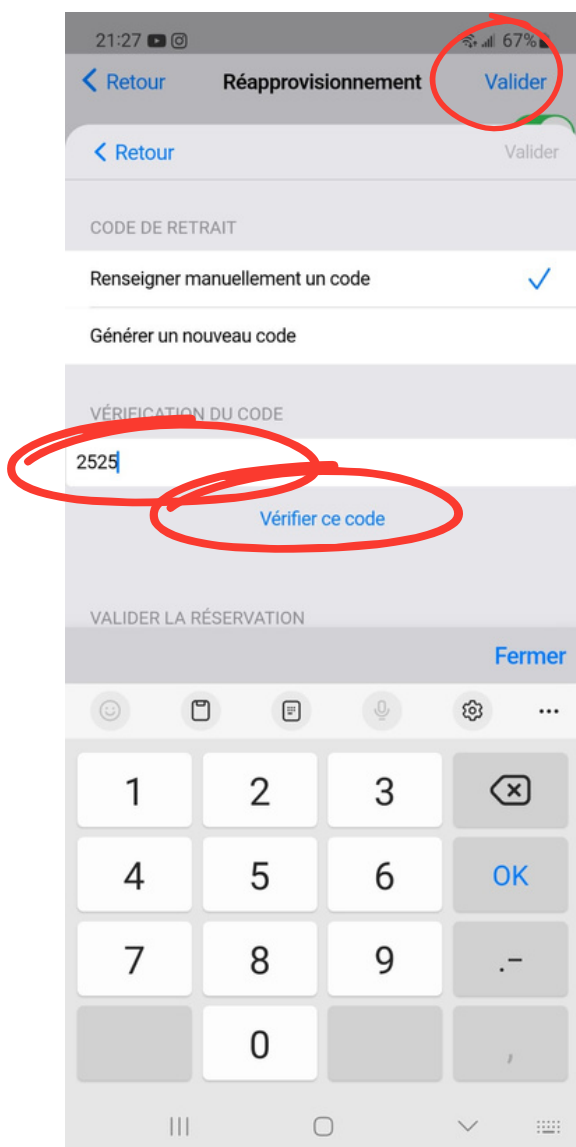 21:27 67%
Retour Réapprovisionnement Valider
Retour Valider
CODE DE RETRAIT
Renseigner manuellement un code
Générer un nouveau code
VÉRIFICATION DU CODE
2525
Vérifier ce code
VALIDER LA RÉSERVATION
Fermer
1 2 3
4 5 6 OK
7 8 9 .-
0 ,